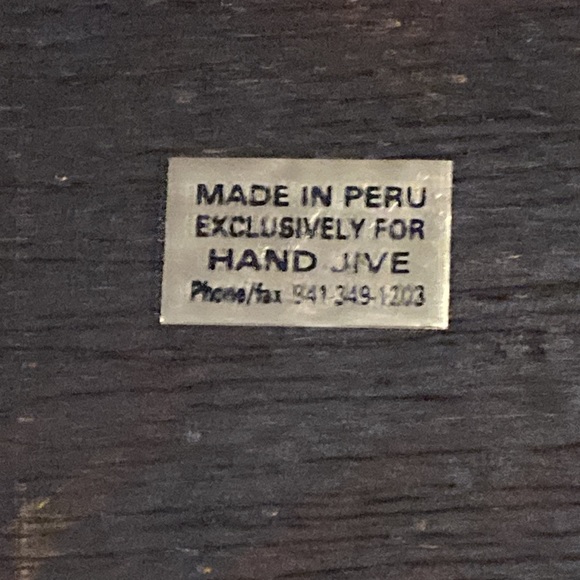 MADE IN PERU
EXCLUSIVELY FOR
HAND JIVE
Phone/fax 941-349-1203